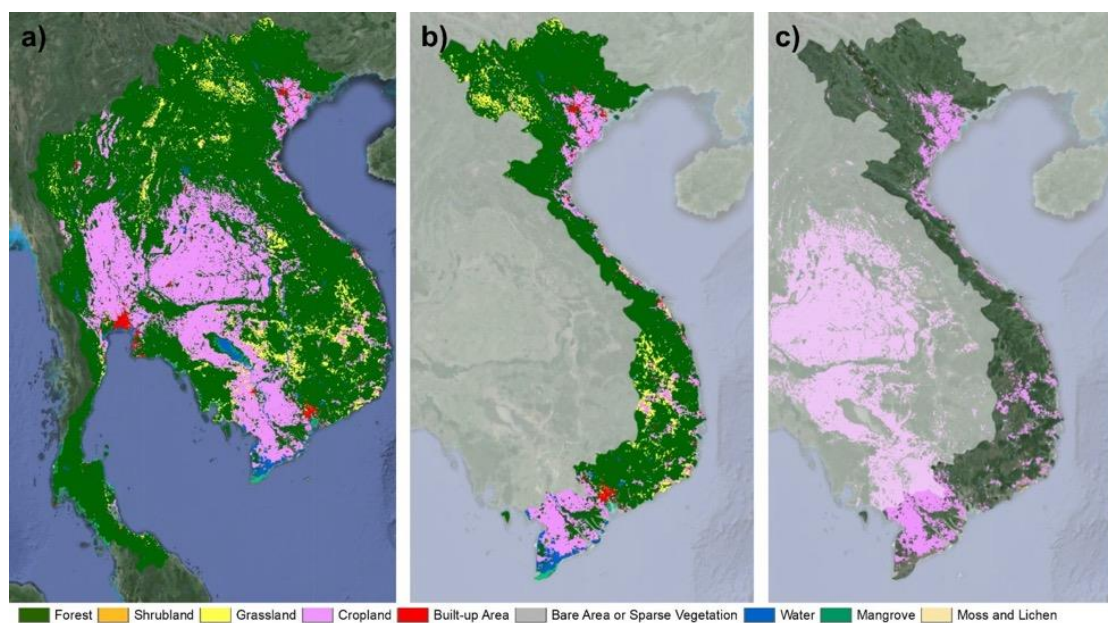 a)
b)
c)
Forest Shrubland Grassland Cropland Built-up Area Bare Area or Sparse Vegetation Water Mangrove Moss and Lichen